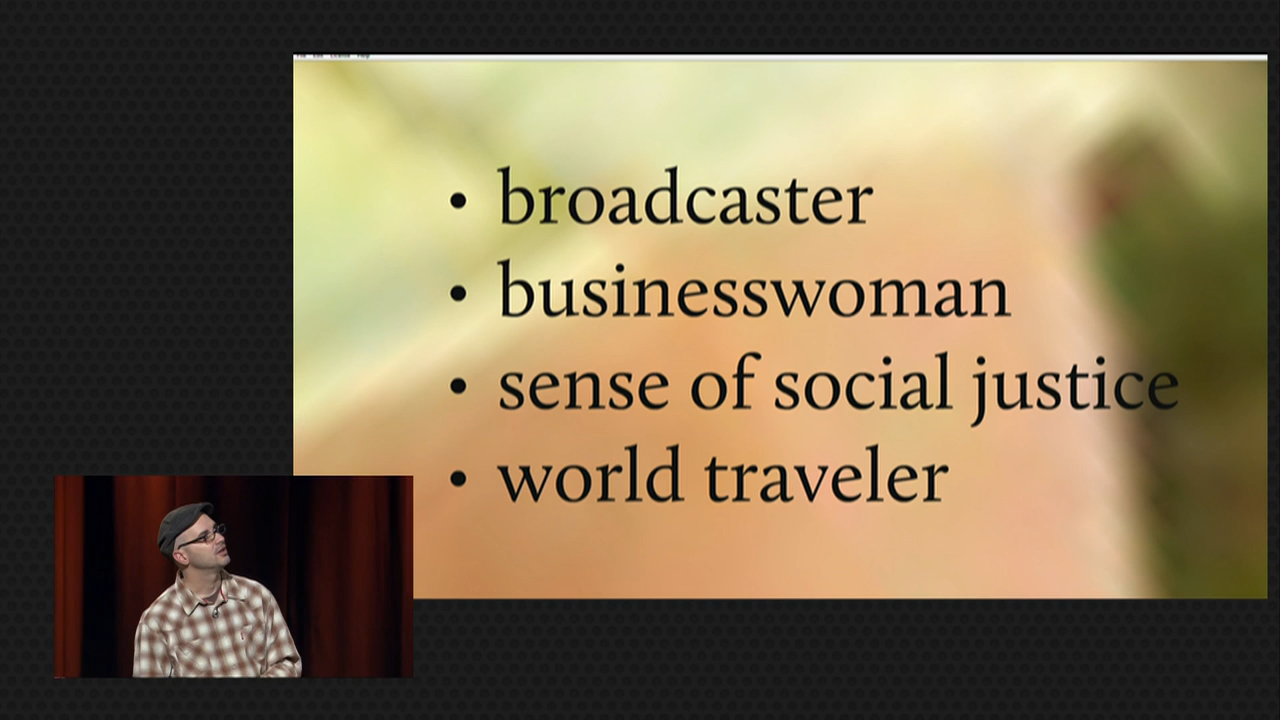 • broadcaster
• businesswoman
• sense of social justice
• world traveler